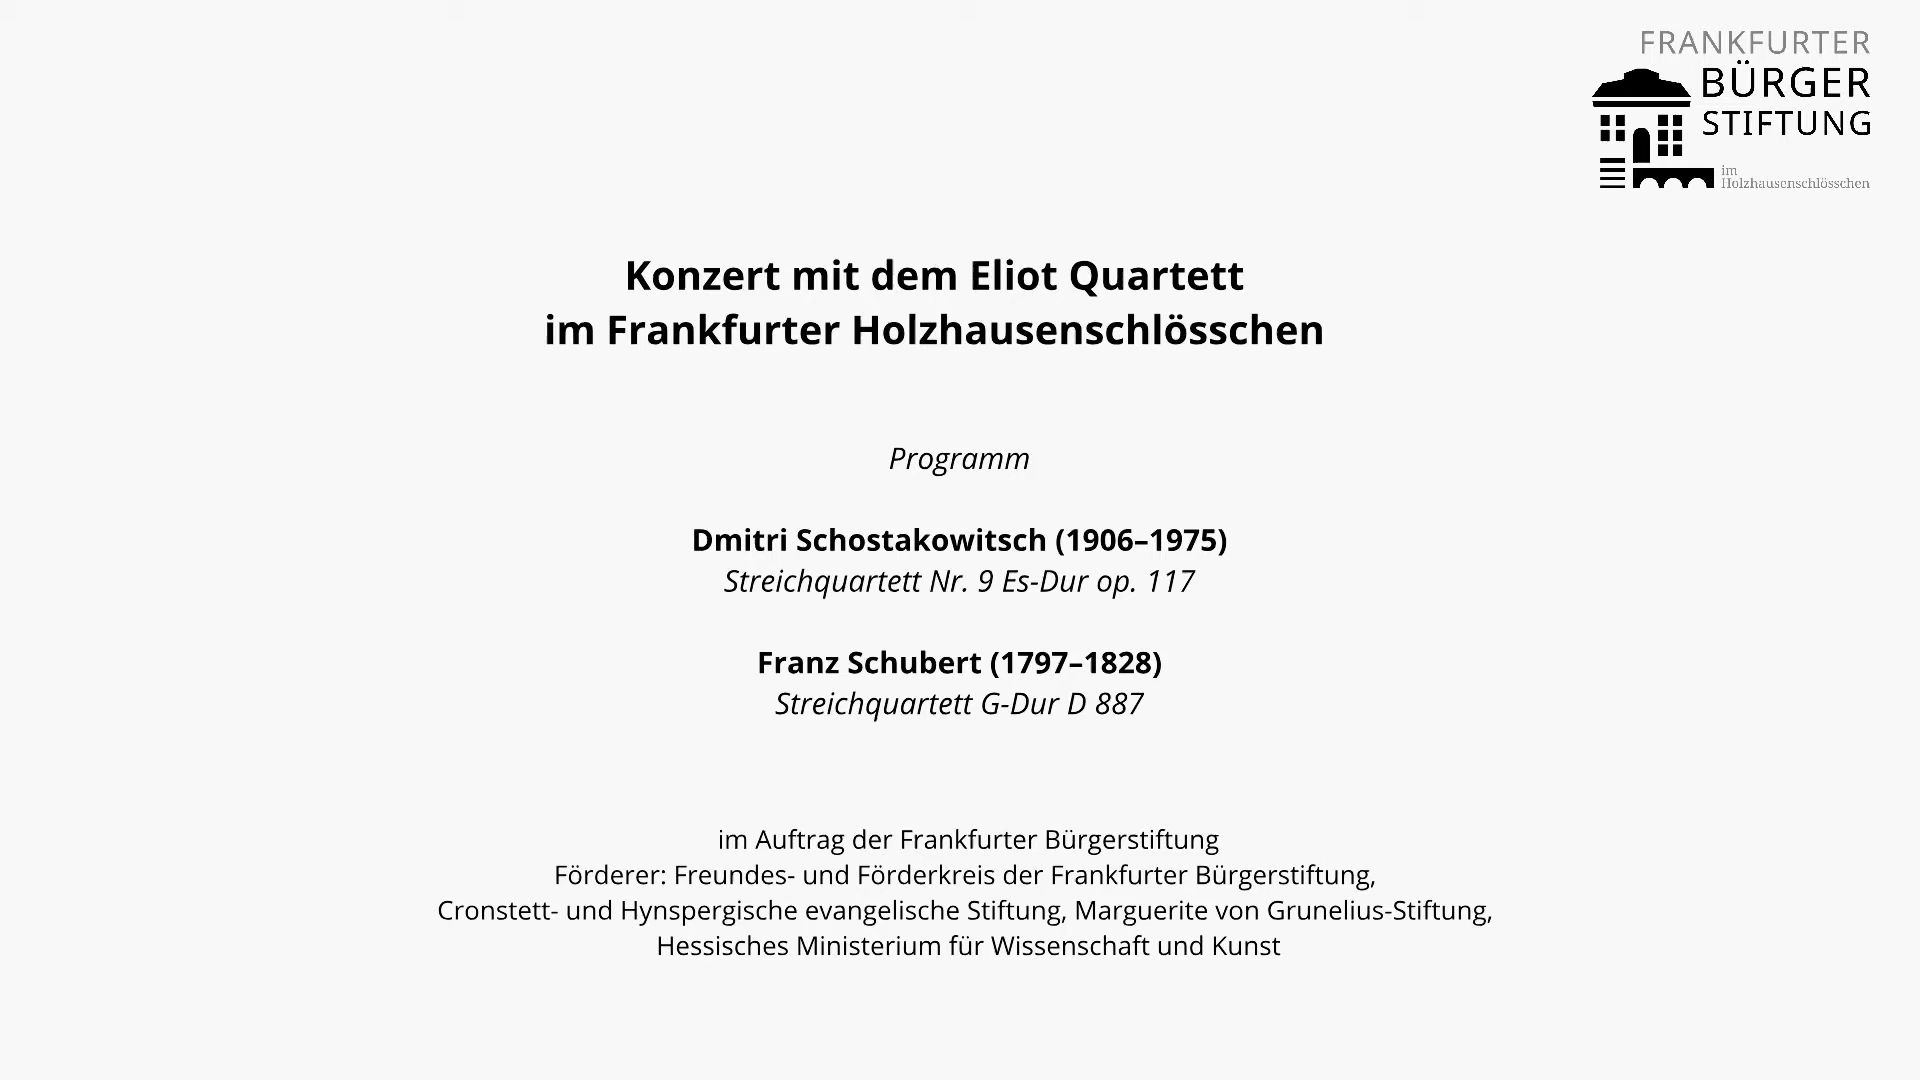 FRANKFURTER
BÜRGER
STIFTUNG
im
Holzhausenschlösschen
Konzert mit dem Eliot Quartett
im Frankfurter Holzhausenschlösschen
Programm
Dmitri Schostakowitsch (1906–1975)
Streichquartett Nr. 9 Es-Dur op. 117
Franz Schubert (1797–1828)
Streichquartett G-Dur D 887
im Auftrag der Frankfurter Bürgerstiftung
Förderer: Freundes- und Förderkreis der Frankfurter Bürgerstiftung,
Cronstett- und Hynspergische evangelische Stiftung, Marguerite von Grunelius-Stiftung,
Hessisches Ministerium für Wissenschaft und Kunst